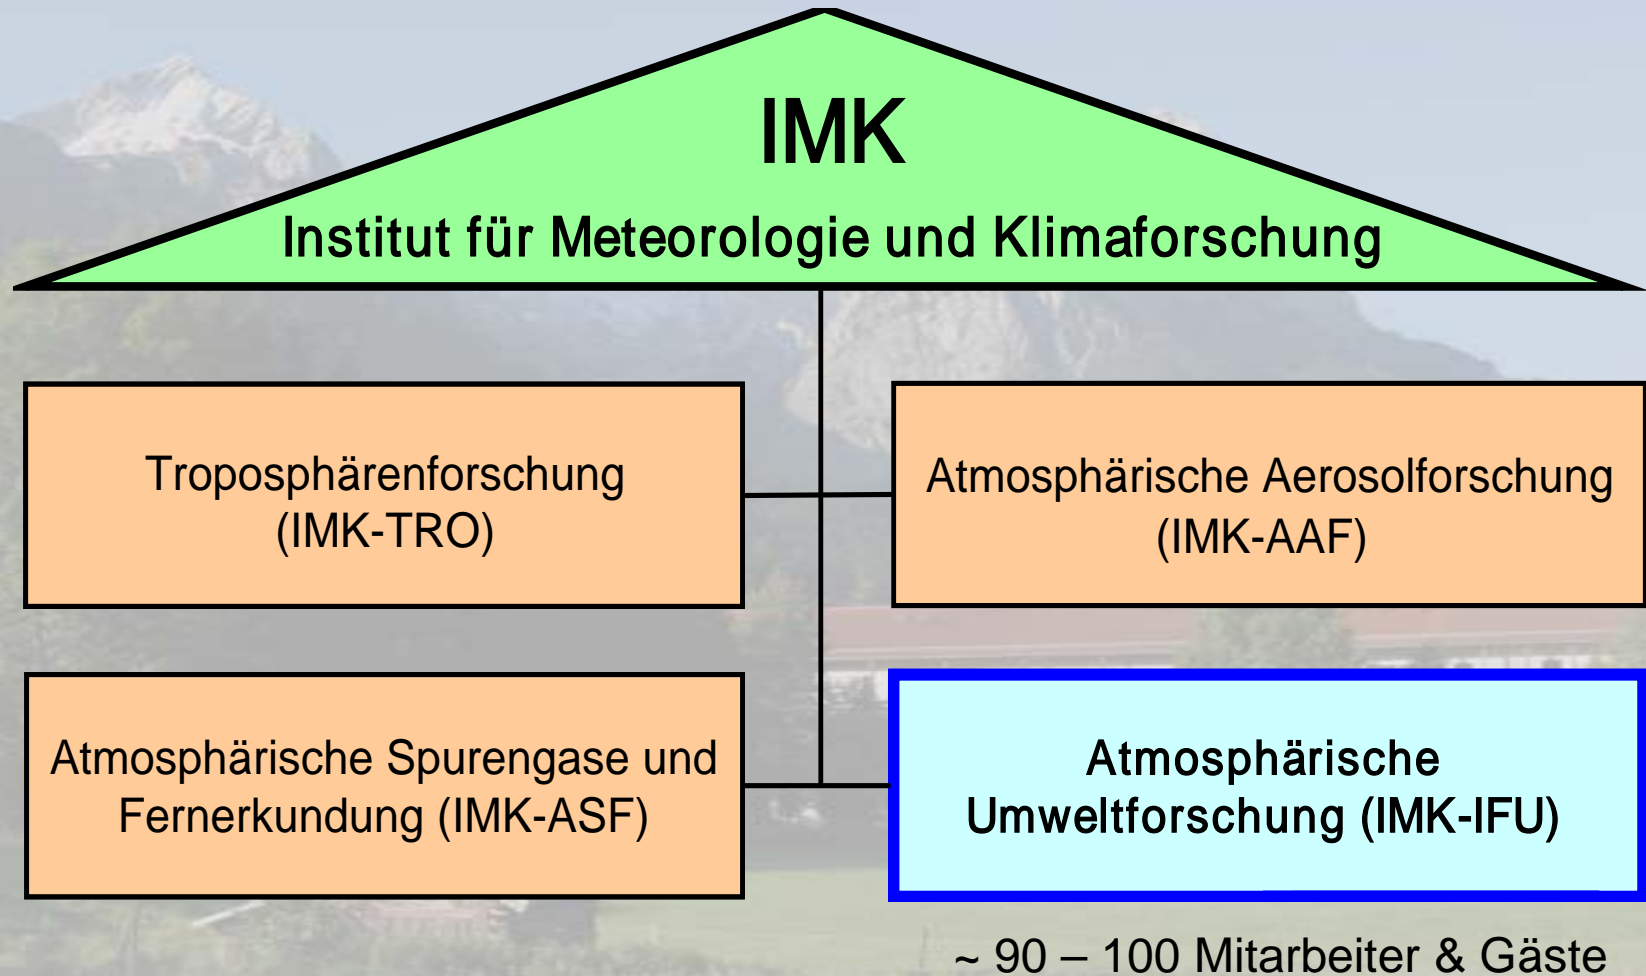 IMK
Institut für Meteorologie und Klimaforschung
Troposphärenforschung
(IMK-TRO)
Atmosphärische Aerosolforschung
(IMK-AAF)
Atmosphärische Spurengase und
Fernerkundung (IMK-ASF)
Atmosphärische
Umweltforschung (IMK-IFU)
~ 90 – 100 Mitarbeiter & Gäste